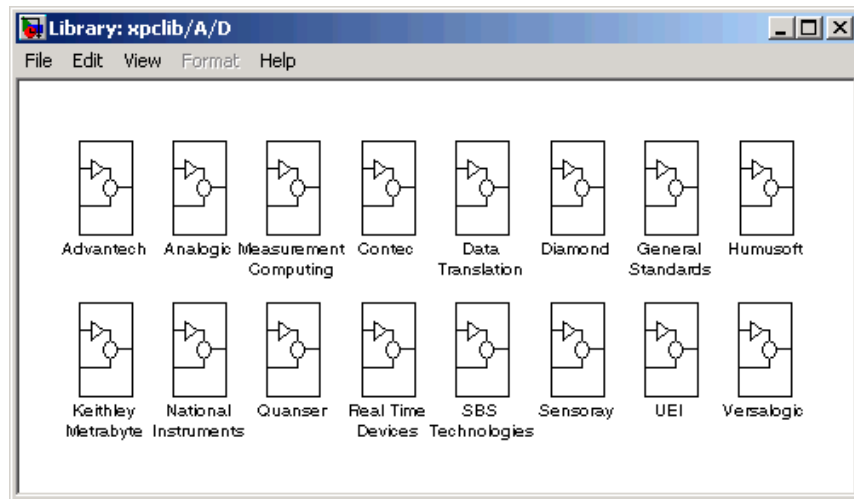 Library: xpclib/A/D
File Edit View Format Help
Advantech Analogic Measurement Computing Contec Data Translation Diamond General Standards Humusoft
Keithley Metrabyte National Instruments Quanser Real Time Devices SBS Technologies Sensoray UEI Versalogic